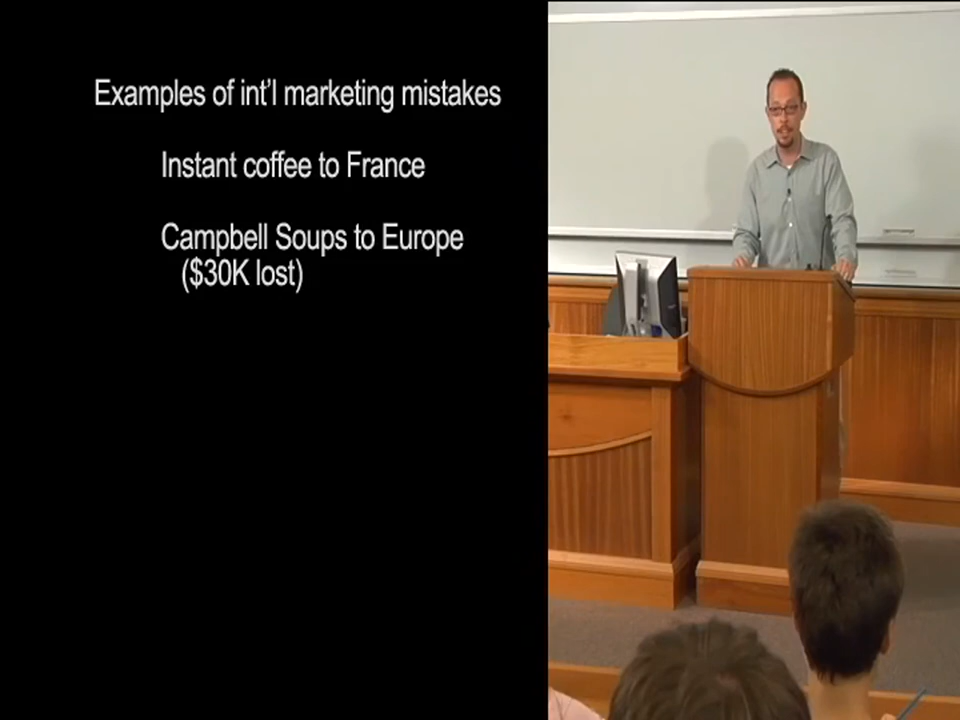 Examples of int'l marketing mistakes
Instant coffee to France
Campbell Soups to Europe
($30K lost)